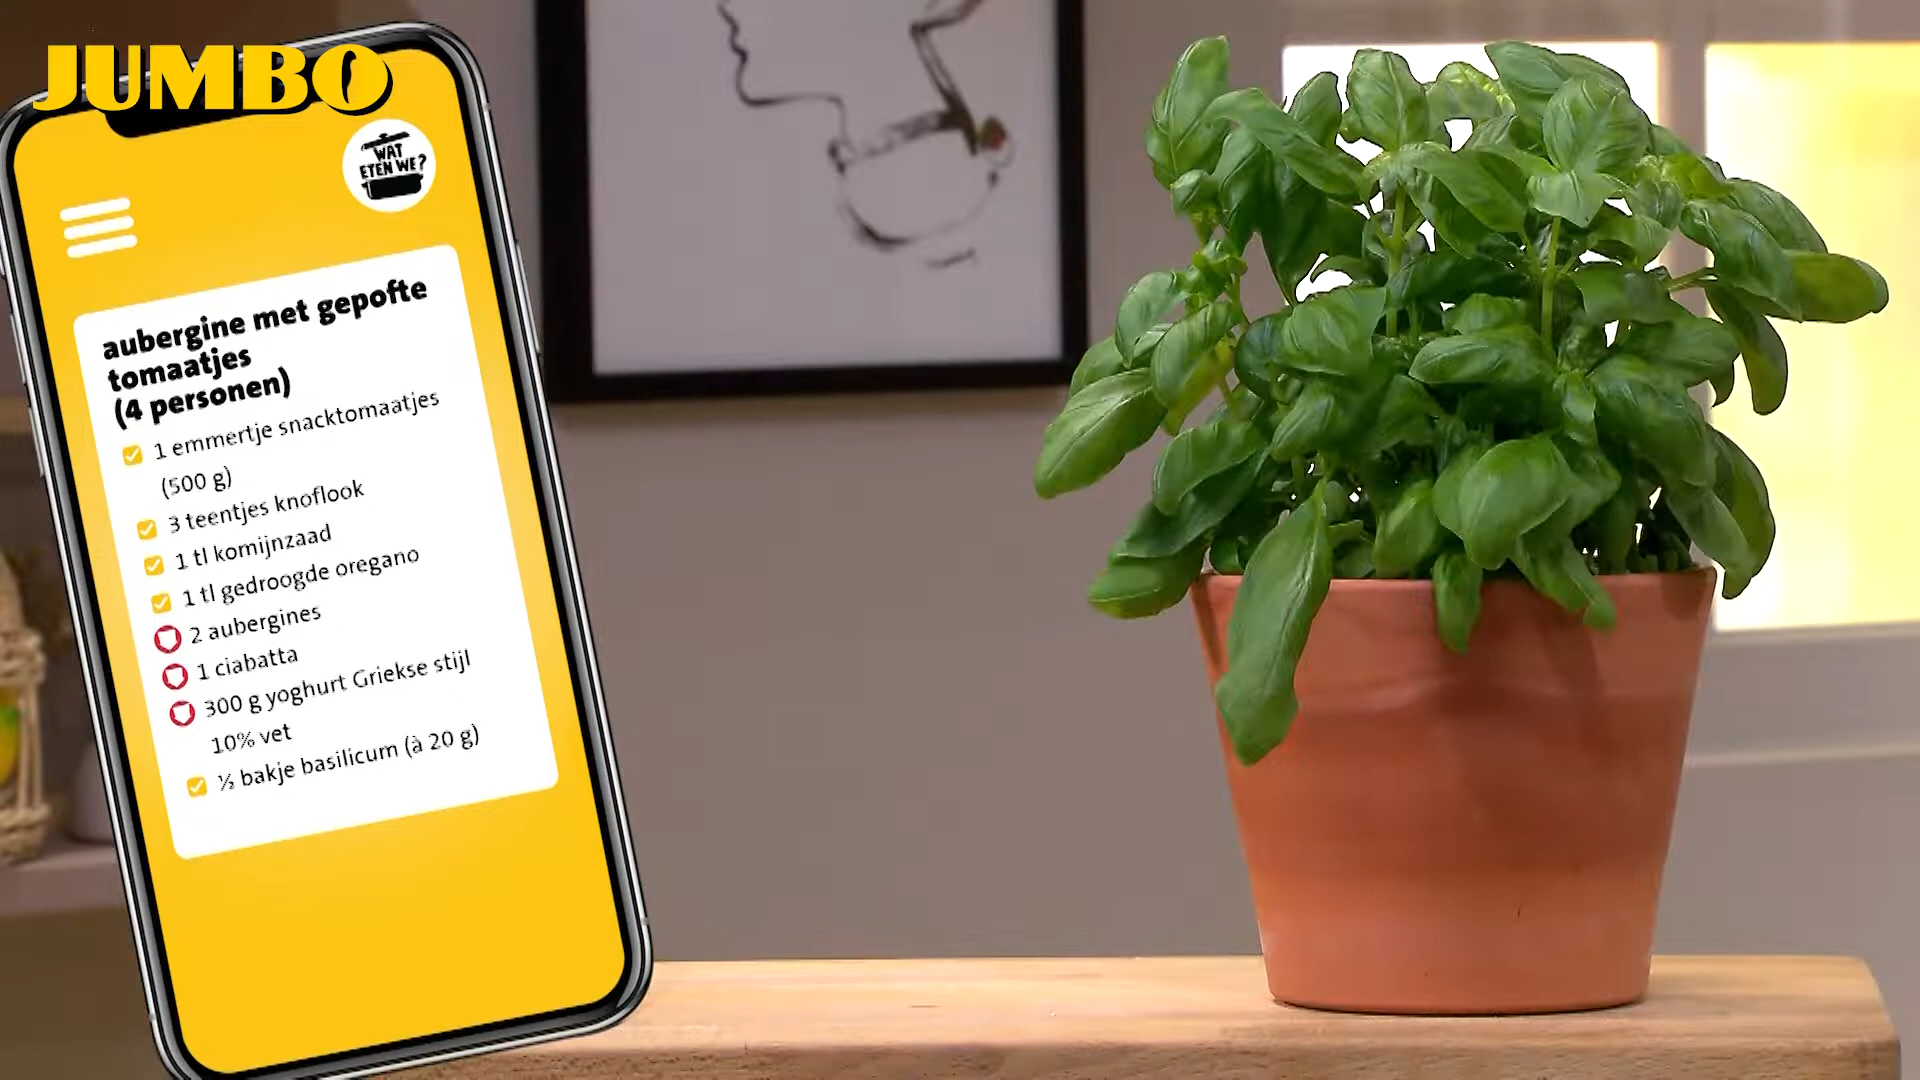 JUMBO
WAT
ETEN WE?
aubergine met gepofte
tomaatjes
(4 personen)
1 emmertje snacktomaatjes
(500 g)
3 teentjes knoflook
1 tl komijnzaad
1 tl gedroogde oregano
2 aubergines
1 ciabatta
300 g yoghurt Griekse stijl
10% vet
½ bakje basilicum (à 20 g)